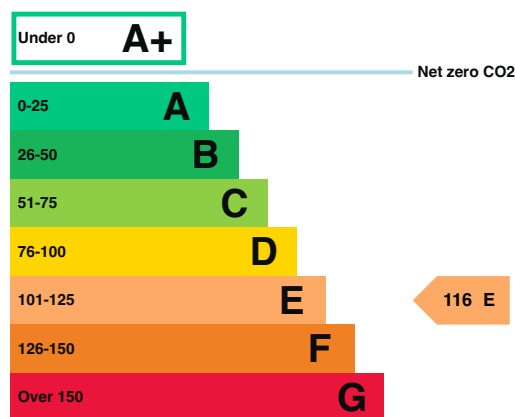 Under 0 A+
Net zero CO2
0-25 A
26-50 B
51-75 C
76-100 D
101-125 E 116 E
126-150 F
Over 150 G